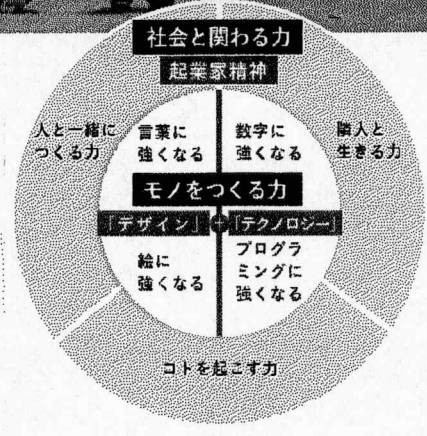 社会と関わる力
起業家精神
人と一緒に
つくる力
言葉に
強くなる
数字に
強くなる
隣人と
生きる力
モノをつくる力
「デザイン」+「テクノロジー」
絵に
強くなる
プログラ
ミングに
強くなる
コトを起こす力